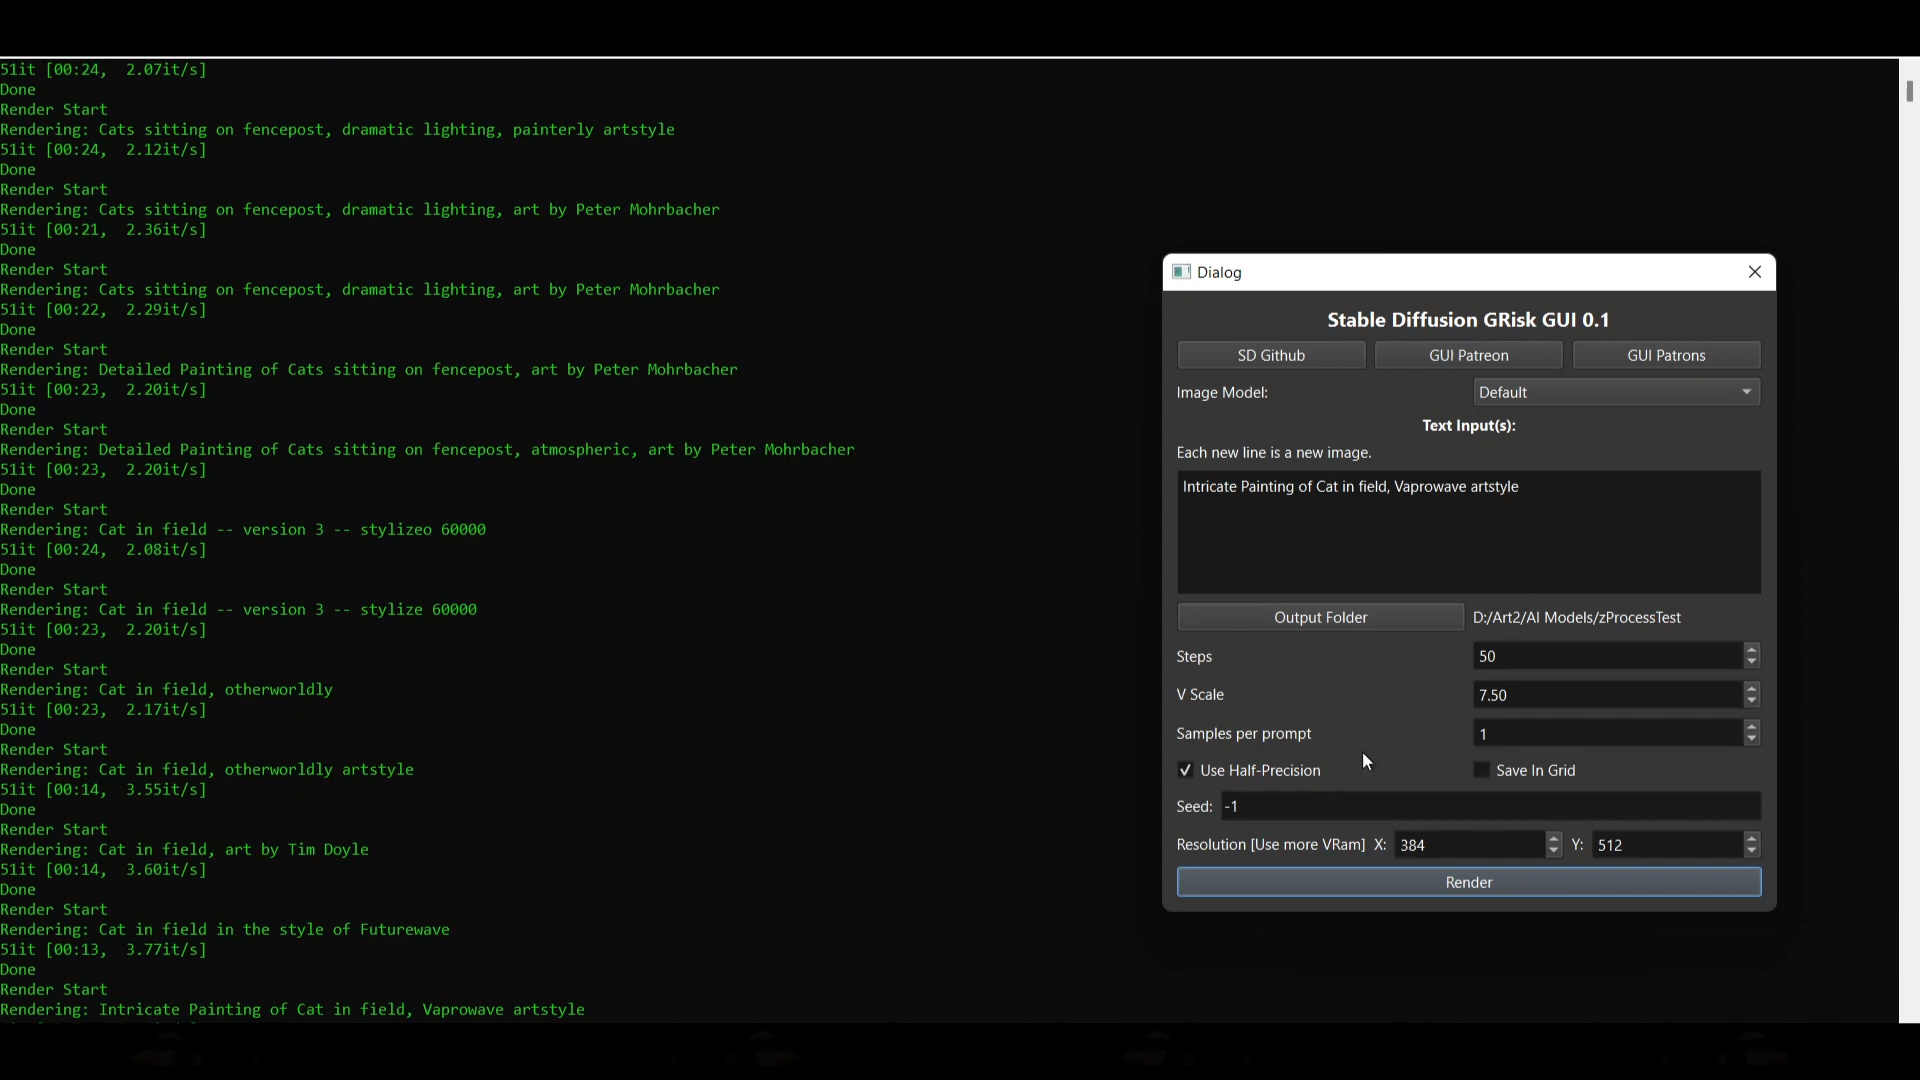 51it [00:24,  2.07it/s]
Done
Render Start
Rendering: Cats sitting on fencepost, dramatic lighting, painterly artstyle
51it [00:24,  2.12it/s]
Done
Render Start
Rendering: Cats sitting on fencepost, dramatic lighting, art by Peter Mohrbacher
51it [00:21,  2.36it/s]
Done
Render Start
Rendering: Cats sitting on fencepost, dramatic lighting, art by Peter Mohrbacher
51it [00:22,  2.29it/s]
Done
Render Start
Rendering: Detailed Painting of Cats sitting on fencepost, art by Peter Mohrbacher
51it [00:23,  2.20it/s]
Done
Render Start
Rendering: Detailed Painting of Cats sitting on fencepost, atmospheric, art by Peter Mohrbacher
51it [00:23,  2.20it/s]
Done
Render Start
Rendering: Cat in field -- version 3 -- stylizeo 60000
51it [00:24,  2.08it/s]
Done
Render Start
Rendering: Cat in field -- version 3 -- stylize 60000
51it [00:23,  2.20it/s]
Done
Render Start
Rendering: Cat in field, otherworldly
51it [00:23,  2.17it/s]
Done
Render Start
Rendering: Cat in field, otherworldly artstyle
51it [00:14,  3.55it/s]
Done
Render Start
Rendering: Cat in field, art by Tim Doyle
51it [00:14,  3.60it/s]
Done
Render Start
Rendering: Cat in field in the style of Futurewave
51it [00:13,  3.77it/s]
Done
Render Start
Rendering: Intricate Painting of Cat in field, Vaprowave artstyle
Dialog
Stable Diffusion GRisk GUI 0.1
SD Github GUI Patreon GUI Patrons
Image Model: Default
Text Input(s):
Each new line is a new image.
Intricate Painting of Cat in field, Vaprowave artstyle
Output Folder D:/Art2/AI Models/zProcessTest
Steps 50
V Scale 7.50
Samples per prompt 1
Use Half-Precision Save In Grid
Seed: -1
Resolution [Use more VRam] X: 384 Y: 512
Render